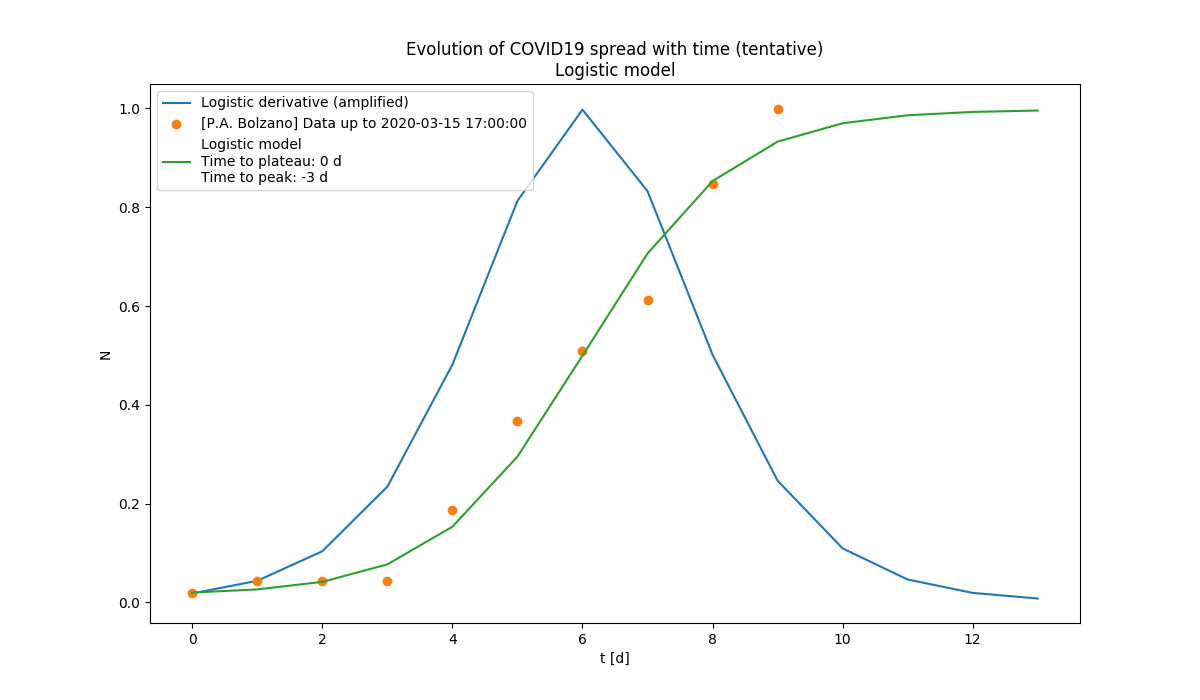 Evolution of COVID19 spread with time (tentative)
Logistic model
Logistic derivative (amplified)
[P.A. Bolzano] Data up to 2020-03-15 17:00:00
Logistic model
Time to plateau: 0 d
Time to peak: -3 d
1.0
0.8
0.6
0.4
0.2
0.0
N
0 2 4 6 8 10 12
t [d]